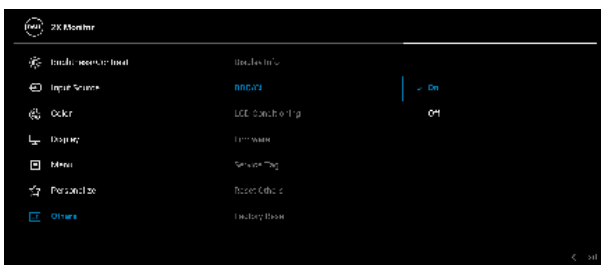 DELL 2X Monitor
Brightness/Contrast
Input Source
Color
Display
Menu
Personalize
Others
Display Info
DDC/CI
LCD Conditioning
Firmware
Service Tag
Reset Others
Factory Reset
✓ On
Off